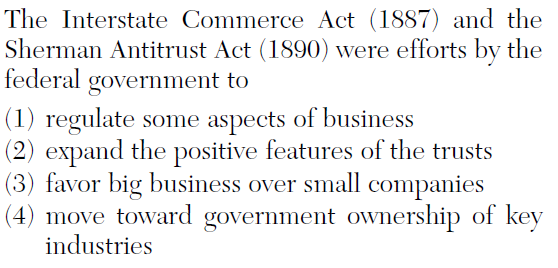 The Interstate Commerce Act (1887) and the
Sherman Antitrust Act (1890) were efforts by the
federal government to
(1) regulate some aspects of business
(2) expand the positive features of the trusts
(3) favor big business over small companies
(4) move toward government ownership of key
industries